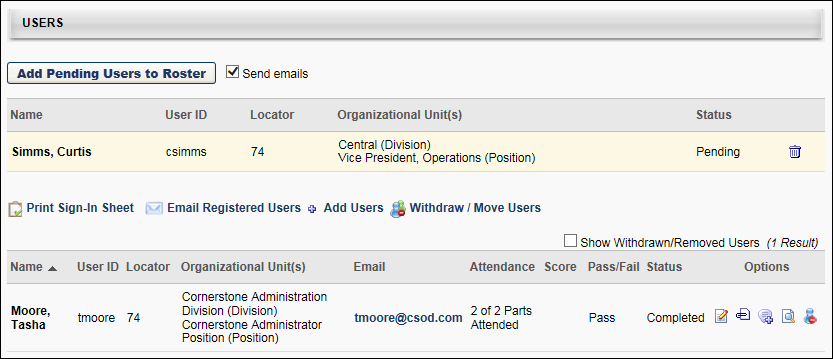 USERS
Add Pending Users to Roster Send emails
Name User ID Locator Organizational Unit(s) Status
Simms, Curtis csimms 74 Central (Division) Vice President, Operations (Position) Pending
Print Sign-In Sheet Email Registered Users Add Users Withdraw / Move Users
Show Withdrawn/Removed Users (1 Result)
Name User ID Locator Organizational Unit(s) Email Attendance Score Pass/Fail Status Options
Moore, Tasha tmoore 74 Cornerstone Administration Division (Division) Cornerstone Administrator Position (Position) tmoore@csod.com 2 of 2 Parts Attended Pass Completed